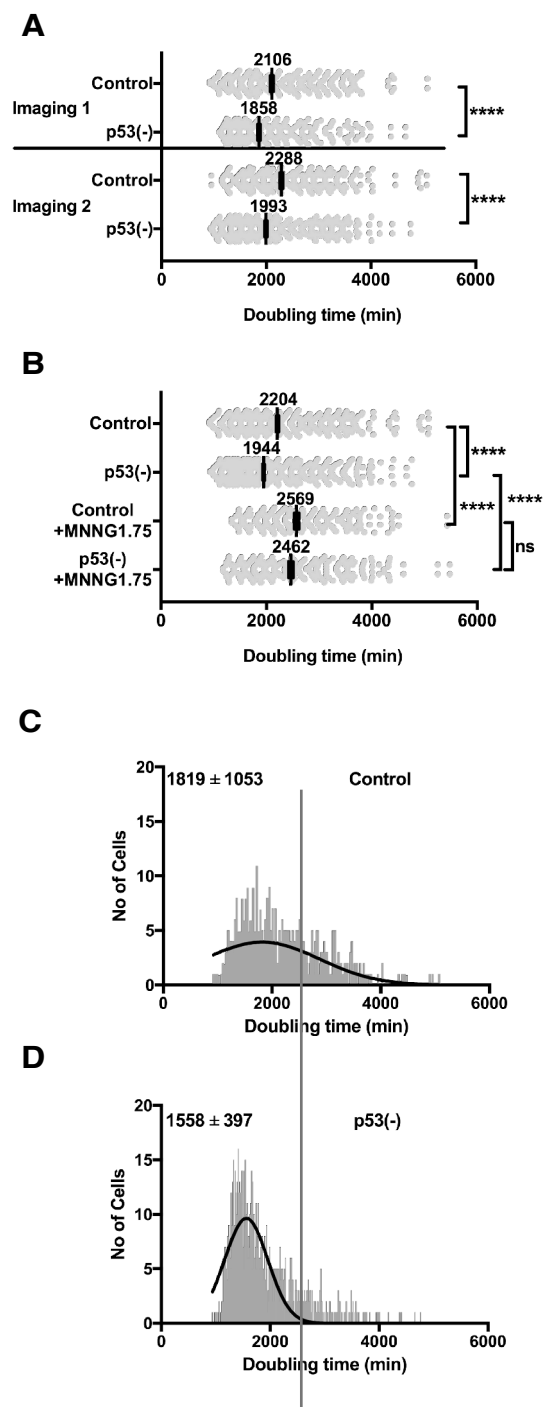 A
2106
Control
Imaging 1
1858
****
p53(-)
2288
Control
Imaging 2
1993
****
p53(-)
0 2000 4000 6000
Doubling time (min)
B
2204
Control
1944
****
p53(-)
2569
Control
+MNNG1.75
****
****
2462
p53(-)
+MNNG1.75
ns
0 2000 4000 6000
Doubling time (min)
C
20
1819 ± 1053 Control
15
No of Cells
10
5
0
0 2000 4000 6000
Doubling time (min)
D
20
1558 ± 397 p53(-)
15
No of Cells
10
5
0
0 2000 4000 6000
Doubling time (min)